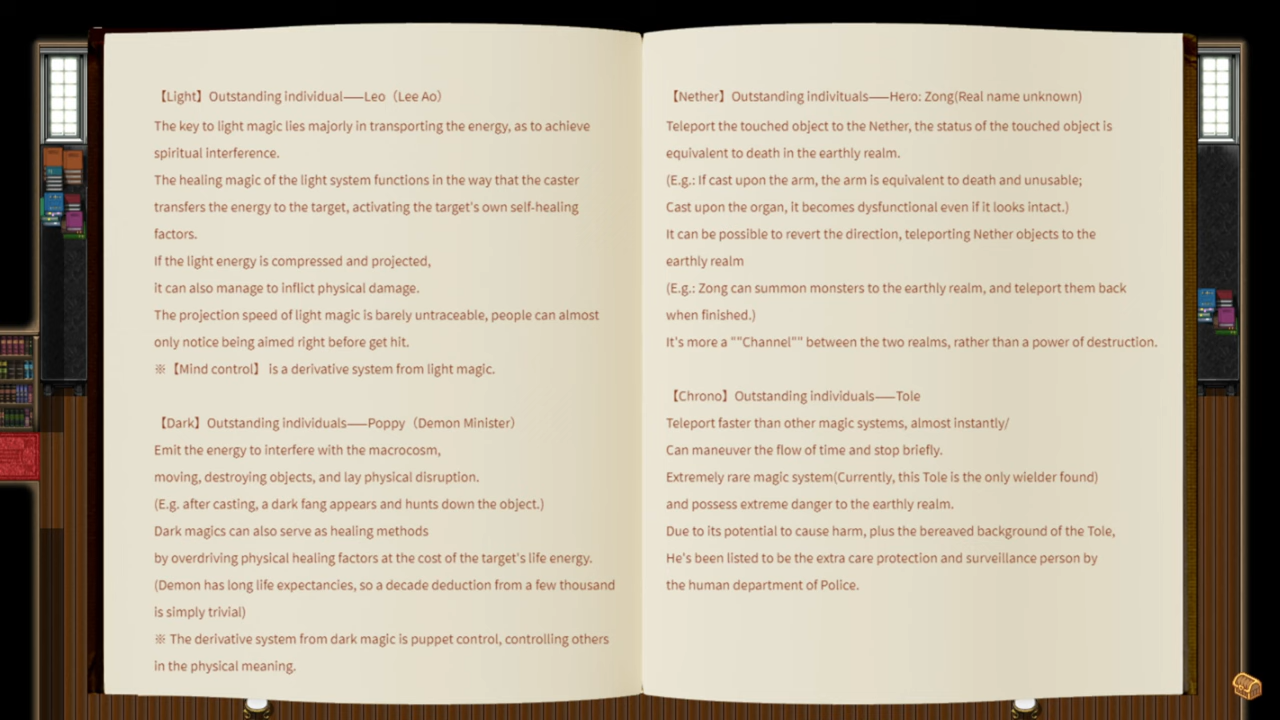 【Light】Outstanding individual——Leo（Lee Ao）
The key to light magic lies majorly in transporting the energy, as to achieve
spiritual interference.
The healing magic of the light system functions in the way that the caster
transfers the energy to the target, activating the target's own self-healing
factors.
If the light energy is compressed and projected,
it can also manage to inflict physical damage.
The projection speed of light magic is barely untraceable, people can almost
only notice being aimed right before get hit.
※【Mind control】 is a derivative system from light magic.
【Dark】Outstanding individuals——Poppy（Demon Minister）
Emit the energy to interfere with the macrocosm,
moving, destroying objects, and lay physical disruption.
(E.g. after casting, a dark fang appears and hunts down the object.)
Dark magics can also serve as healing methods
by overdriving physical healing factors at the cost of the target's life energy.
(Demon has long life expectancies, so a decade deduction from a few thousand
is simply trivial)
※ The derivative system from dark magic is puppet control, controlling others
in the physical meaning.
【Nether】Outstanding indivituals——Hero: Zong(Real name unknown)
Teleport the touched object to the Nether, the status of the touched object is
equivalent to death in the earthly realm.
(E.g.: If cast upon the arm, the arm is equivalent to death and unusable;
Cast upon the organ, it becomes dysfunctional even if it looks intact.)
It can be possible to revert the direction, teleporting Nether objects to the
earthly realm
(E.g.: Zong can summon monsters to the earthly realm, and teleport them back
when finished.)
It's more a ""Channel"" between the two realms, rather than a power of destruction.
【Chrono】Outstanding individuals——Tole
Teleport faster than other magic systems, almost instantly/
Can maneuver the flow of time and stop briefly.
Extremely rare magic system(Currently, this Tole is the only wielder found)
and possess extreme danger to the earthly realm.
Due to its potential to cause harm, plus the bereaved background of the Tole,
He's been listed to be the extra care protection and surveillance person by
the human department of Police.